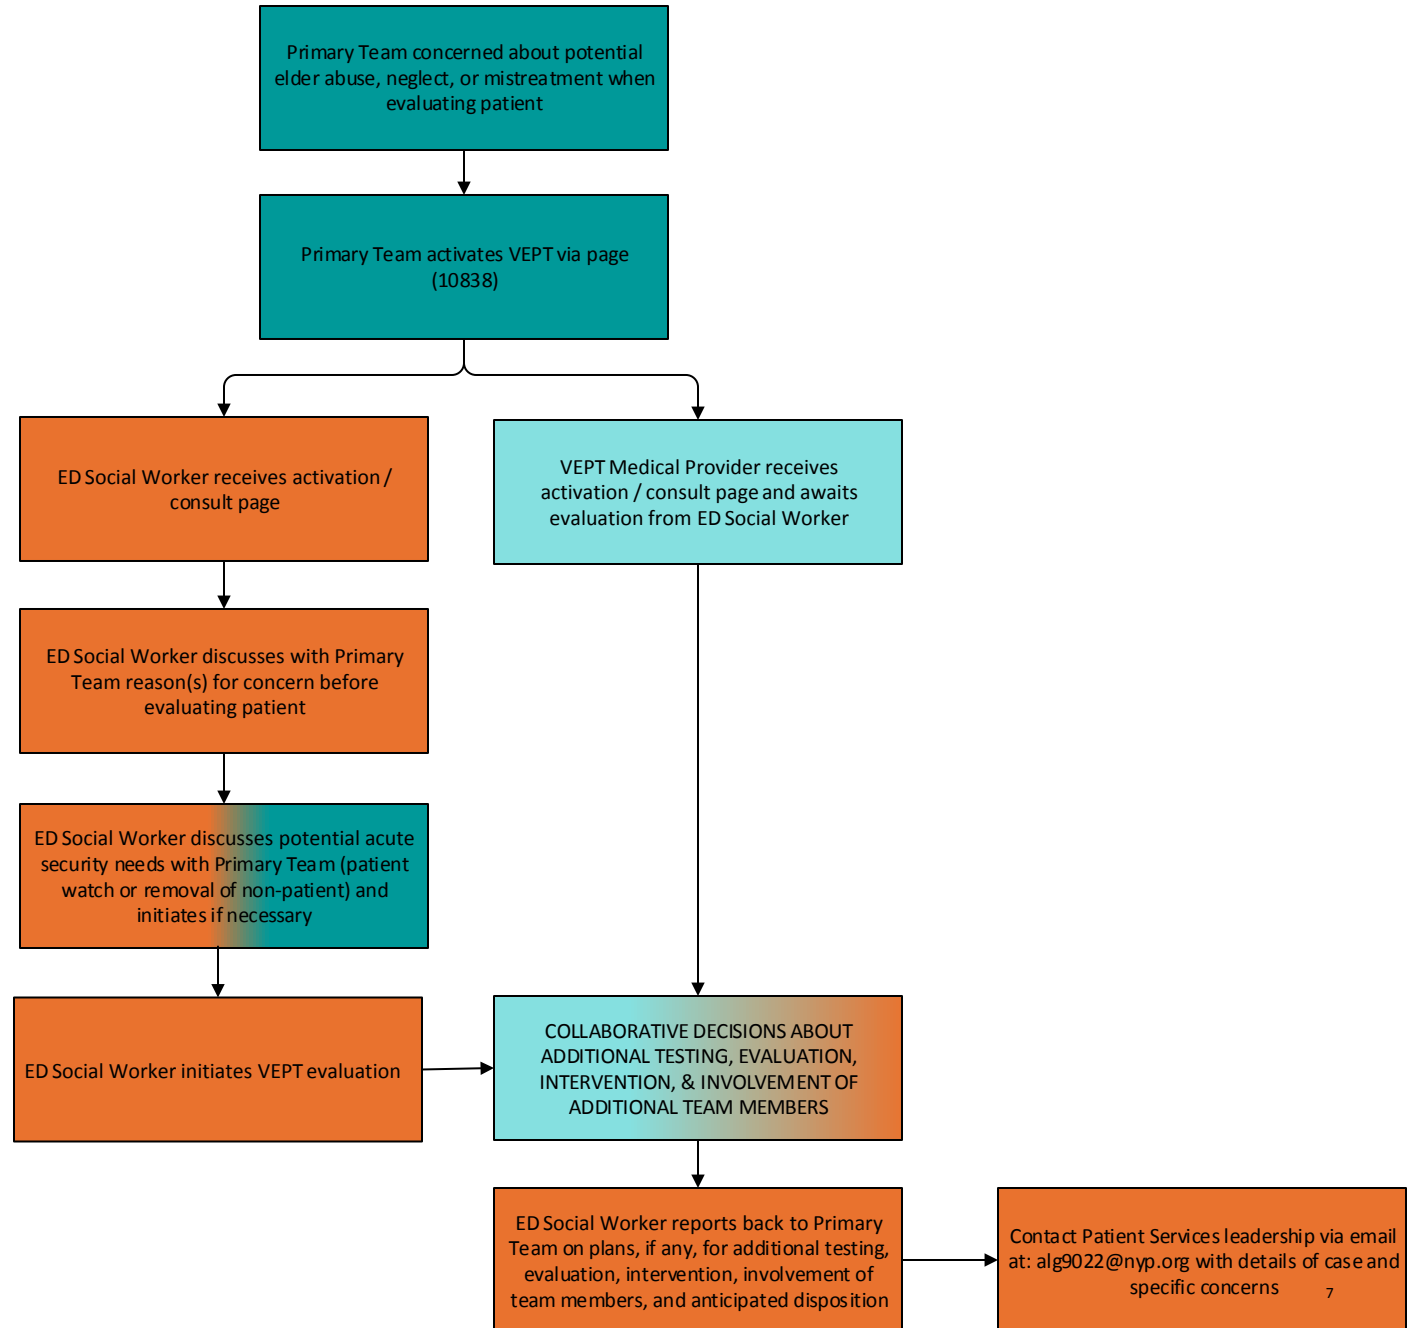 Primary Team concerned about potential
elder abuse, neglect, or mistreatment when
evaluating patient
Primary Team activates VEPT via page
(10838)
ED Social Worker receives activation /
consult page
VEPT Medical Provider receives
activation / consult page and awaits
evaluation from ED Social Worker
ED Social Worker discusses with Primary
Team reason(s) for concern before
evaluating patient
ED Social Worker discusses potential acute
security needs with Primary Team (patient
watch or removal of non-patient) and
initiates if necessary
ED Social Worker initiates VEPT evaluation
COLLABORATIVE DECISIONS ABOUT
ADDITIONAL TESTING, EVALUATION,
INTERVENTION, & INVOLVEMENT OF
ADDITIONAL TEAM MEMBERS
ED Social Worker reports back to Primary
Team on plans, if any, for additional testing,
evaluation, intervention, involvement of
team members, and anticipated disposition
Contact Patient Services leadership via email
at: alg9022@nyp.org with details of case and
specific concerns
7